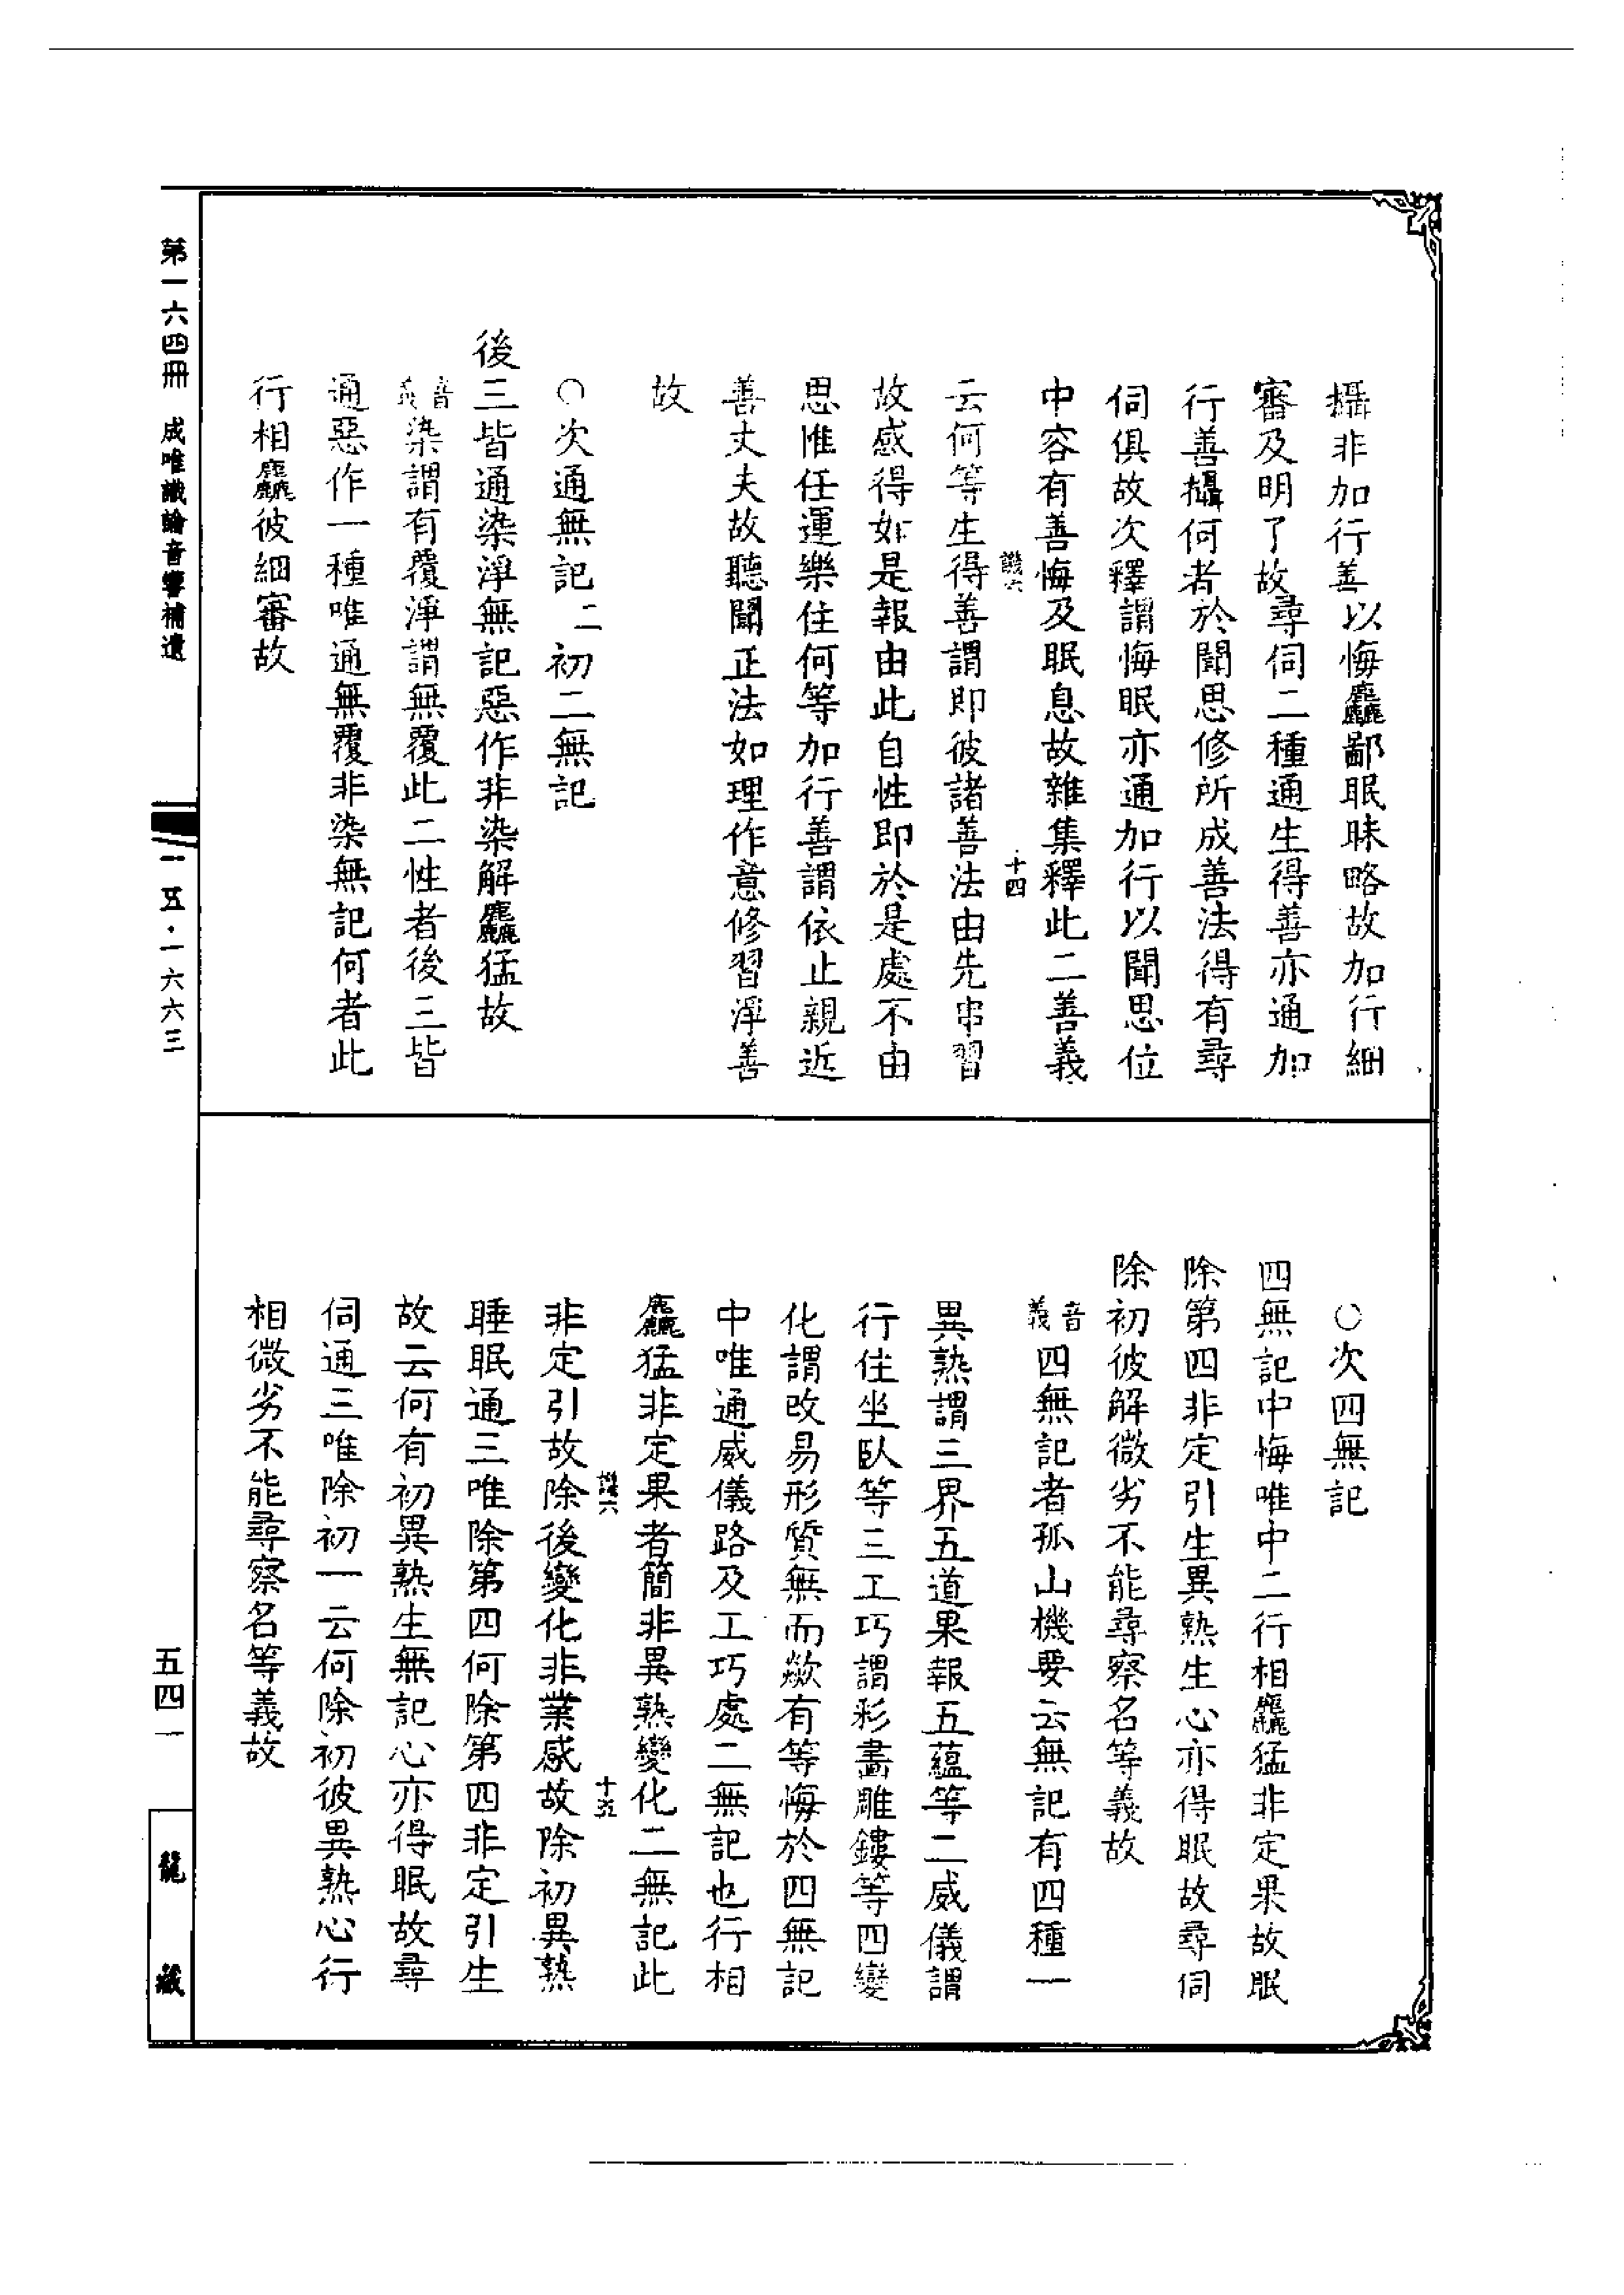 攝非加行善以悔麤鄙眠昧略故加行細
審及明了故尋伺二種通生得善亦通加
行善攝何者於聞思修所成善法得有尋
伺俱故次釋謂悔眠亦通加行以聞思位
中容有善悔及眠息故雜集釋此二善義
十四
云何等生得善謂即彼諸善法由先串習
故感得如是報由此自性即於是處不由
思惟任運樂住何等加行善謂依止親近
善丈夫故聽聞正法如理作意修習淨善
故
○次通無記二初二無記
後三皆通染淨無記惡作非染解麤猛故
音義染謂有覆淨謂無覆此二性者後三皆
通惡作一種唯通無覆非染無記何者此
行相麤彼細審故
○次四無記
四無記中悔唯中二行相麤猛非定果故眠
除第四非定引生異熟生心亦得眠故尋伺
除初彼解微劣不能尋察名等義故
音義四無記者孤山機要云無記有四種一
異熟謂三界五道果報五蘊等二威儀謂
行住坐臥等三工巧謂彩畫雕鏤等四變
化謂改易形質無而歘有等悔於四無記
中唯通威儀路及工巧處二無記也行相
麤猛非定果者簡非異熟變化二無記此
十五
非定引故除後變化非業感故除初異熟
睡眠通三唯除第四何除第四非定引生
故云何有初異熟生無記心亦得眠故尋
伺通三唯除初一云何除初彼異熟心行
相微劣不能尋察名等義故
第一六四冊 成唯識論音響補遺
一五·一六六三
五四一
龍藏